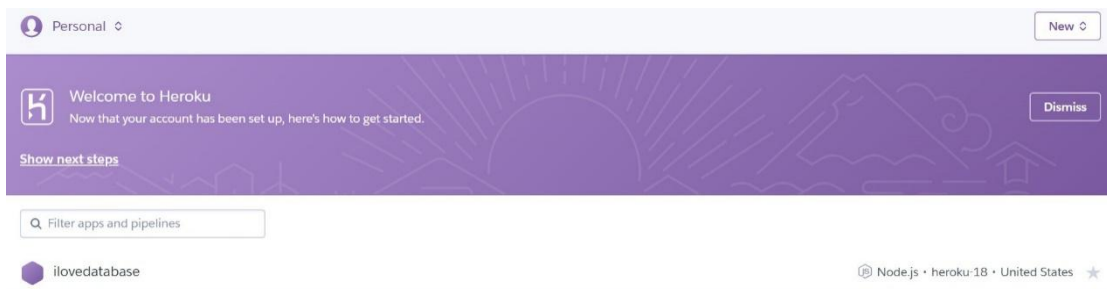 Personal
New
Welcome to Heroku
Now that your account has been set up, here's how to get started.
Dismiss
Show next steps
Filter apps and pipelines
ilovedatabase
Node.js • heroku-18 • United States